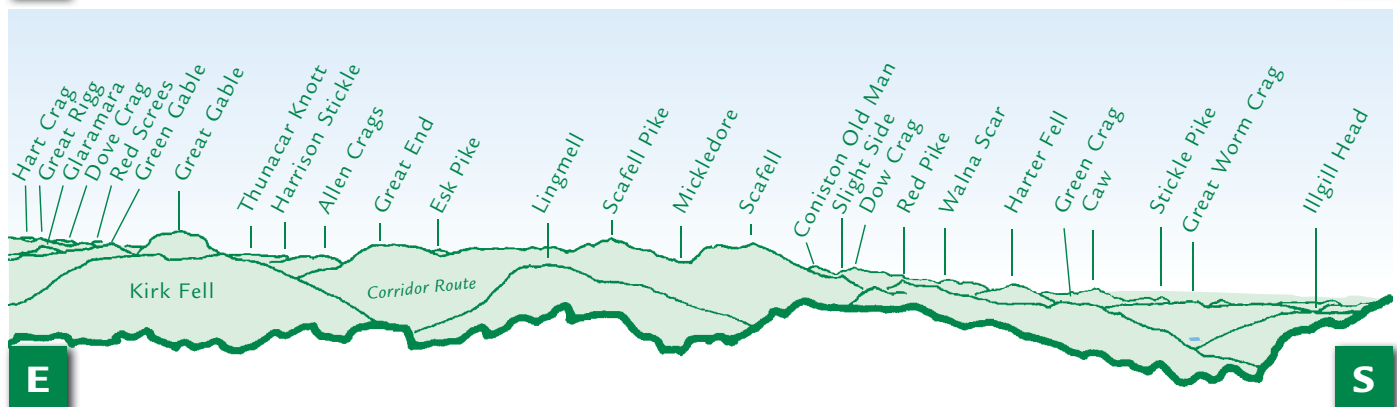 Hart Crag
Great Rigg
Glaramara
Dove Crag
Red Screes
Green Gable
Great Gable
Thunacar Knott
Harrison Stickle
Allen Crags
Great End
Esk Pike
Lingmell
Scafell Pike
Mickledore
Scafell
Coniston Old Man
Slight Side
Dow Crag
Red Pike
Walna Scar
Harter Fell
Green Crag
Caw
Stickle Pike
Great Worm Crag
Illgill Head
Kirk Fell
Corridor Route
E
S